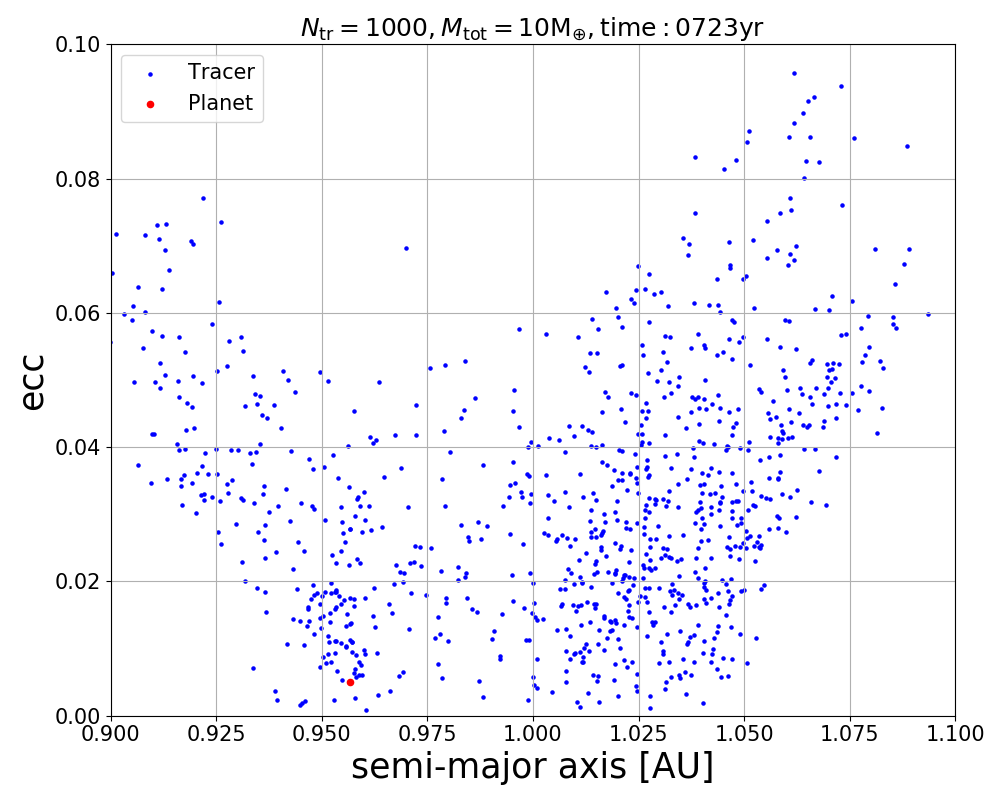 N_tr = 1000, M_tot = 10M_⊕, time : 0723yr
Tracer
Planet
0.10
0.08
0.06
0.04
0.02
0.00
ecc
0.900 0.925 0.950 0.975 1.000 1.025 1.050 1.075 1.100
semi-major axis [AU]